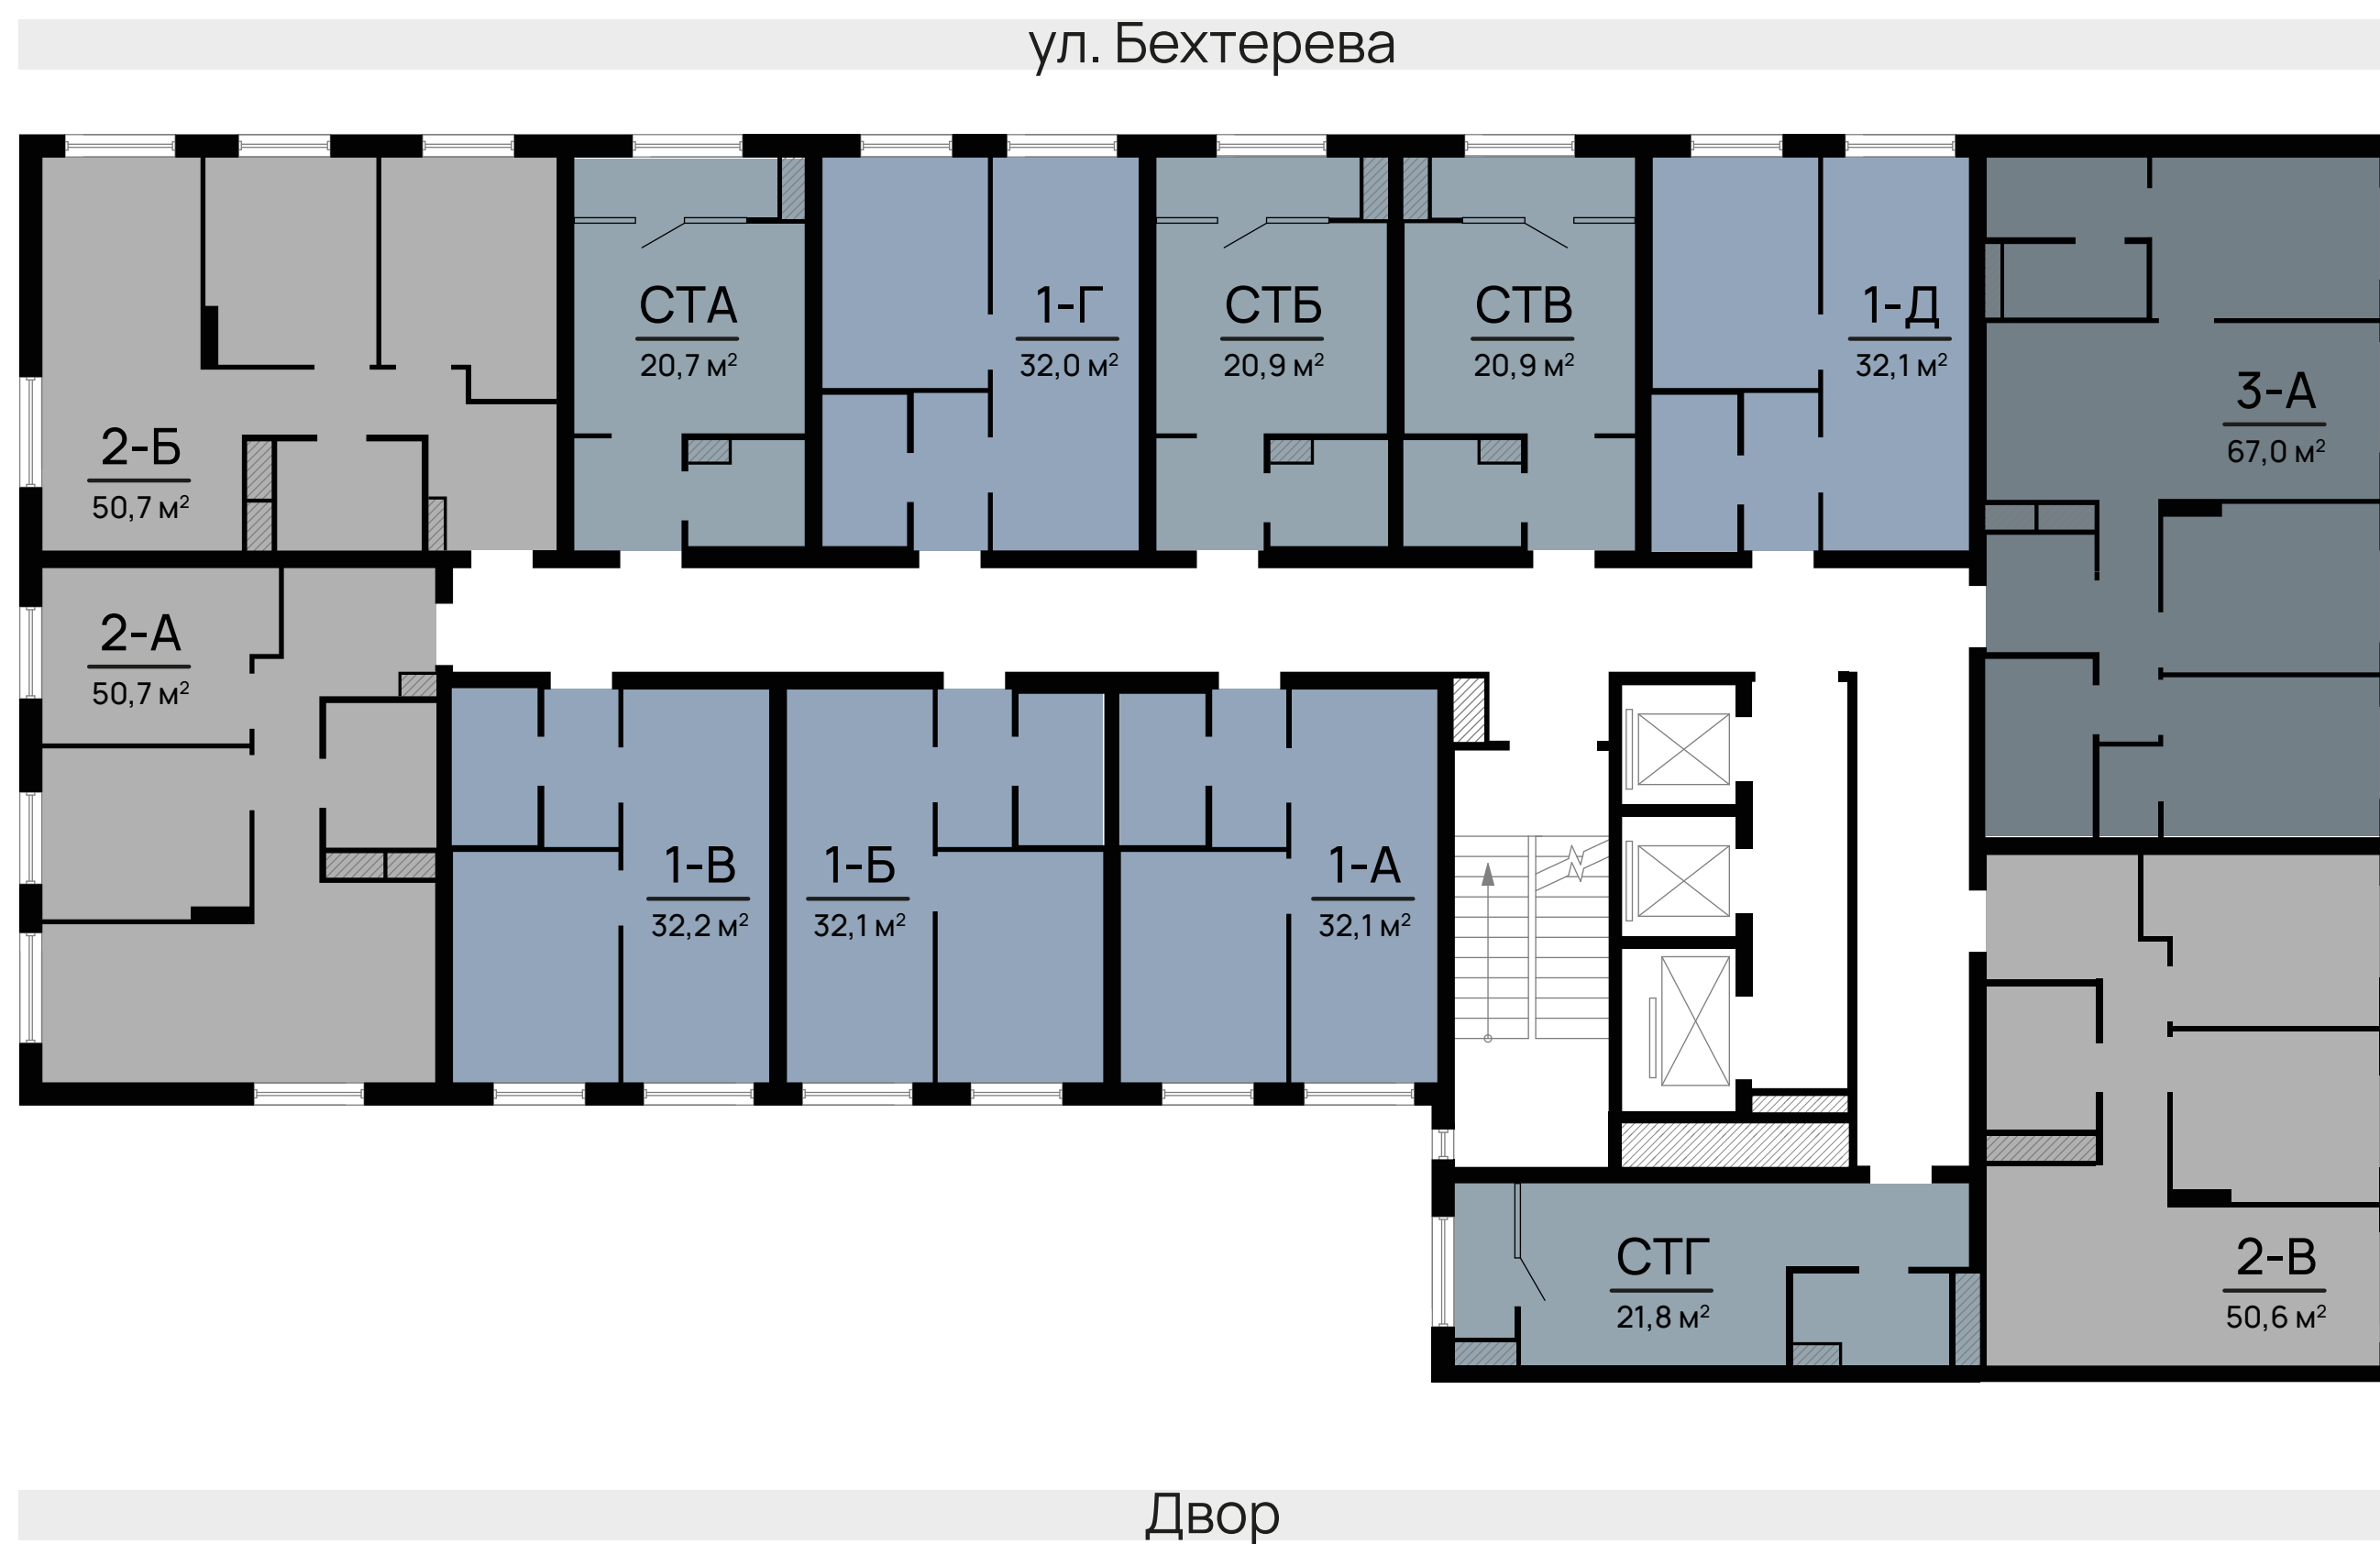 ул. Бехтерева
СТА
20,7 м²
1-Г
32,0 м²
СТБ
20,9 м²
СТВ
20,9 м²
1-Д
32,1 м²
3-А
67,0 м²
2-Б
50,7 м²
2-А
50,7 м²
1-В
32,2 м²
1-Б
32,1 м²
1-А
32,1 м²
СТГ
21,8 м²
2-В
50,6 м²
Двор